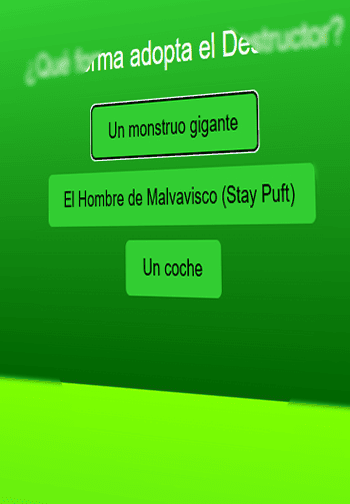 ¿Qué forma adopta el Destructor?
Un monstruo gigante
El Hombre de Malvavisco (Stay Puft)
Un coche